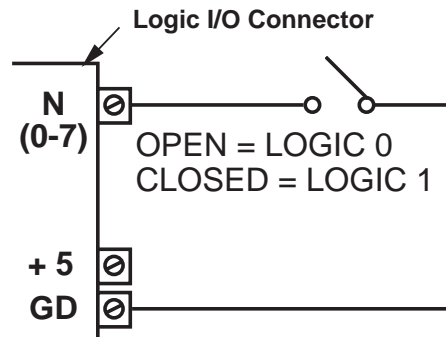 Logic I/O Connector
N
(0-7)
OPEN = LOGIC 0
CLOSED = LOGIC 1
+ 5
GD